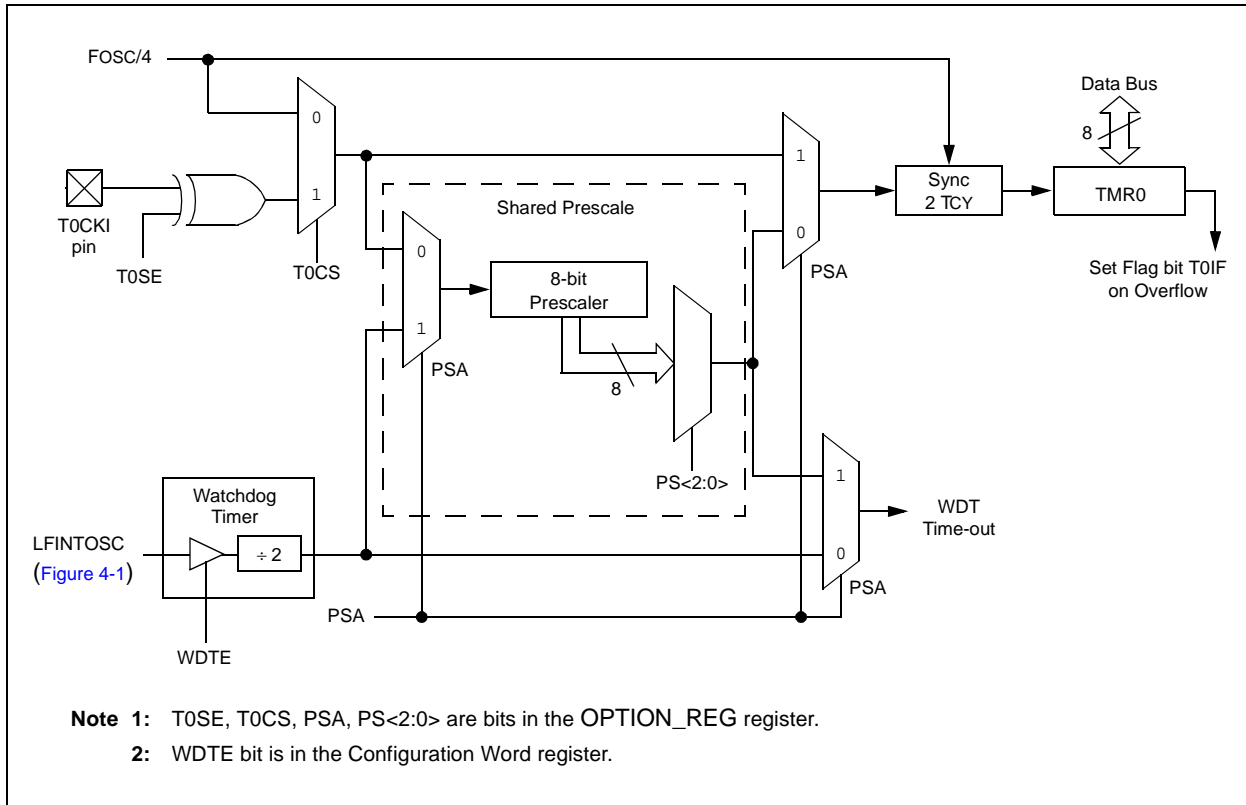 FOSC/4
Data Bus
8
0
1
T0CKI
pin
T0SE
T0CS
Shared Prescale
0
1
PSA
8-bit
Prescaler
8
PS<2:0>
1
0
PSA
Sync
2 TCY
TMR0
Set Flag bit T0IF
on Overflow
Watchdog
Timer
LFINTOSC
(Figure 4-1)
÷ 2
WDTE
PSA
1
0
PSA
WDT
Time-out
Note 1: T0SE, T0CS, PSA, PS<2:0> are bits in the OPTION_REG register.
2: WDTE bit is in the Configuration Word register.